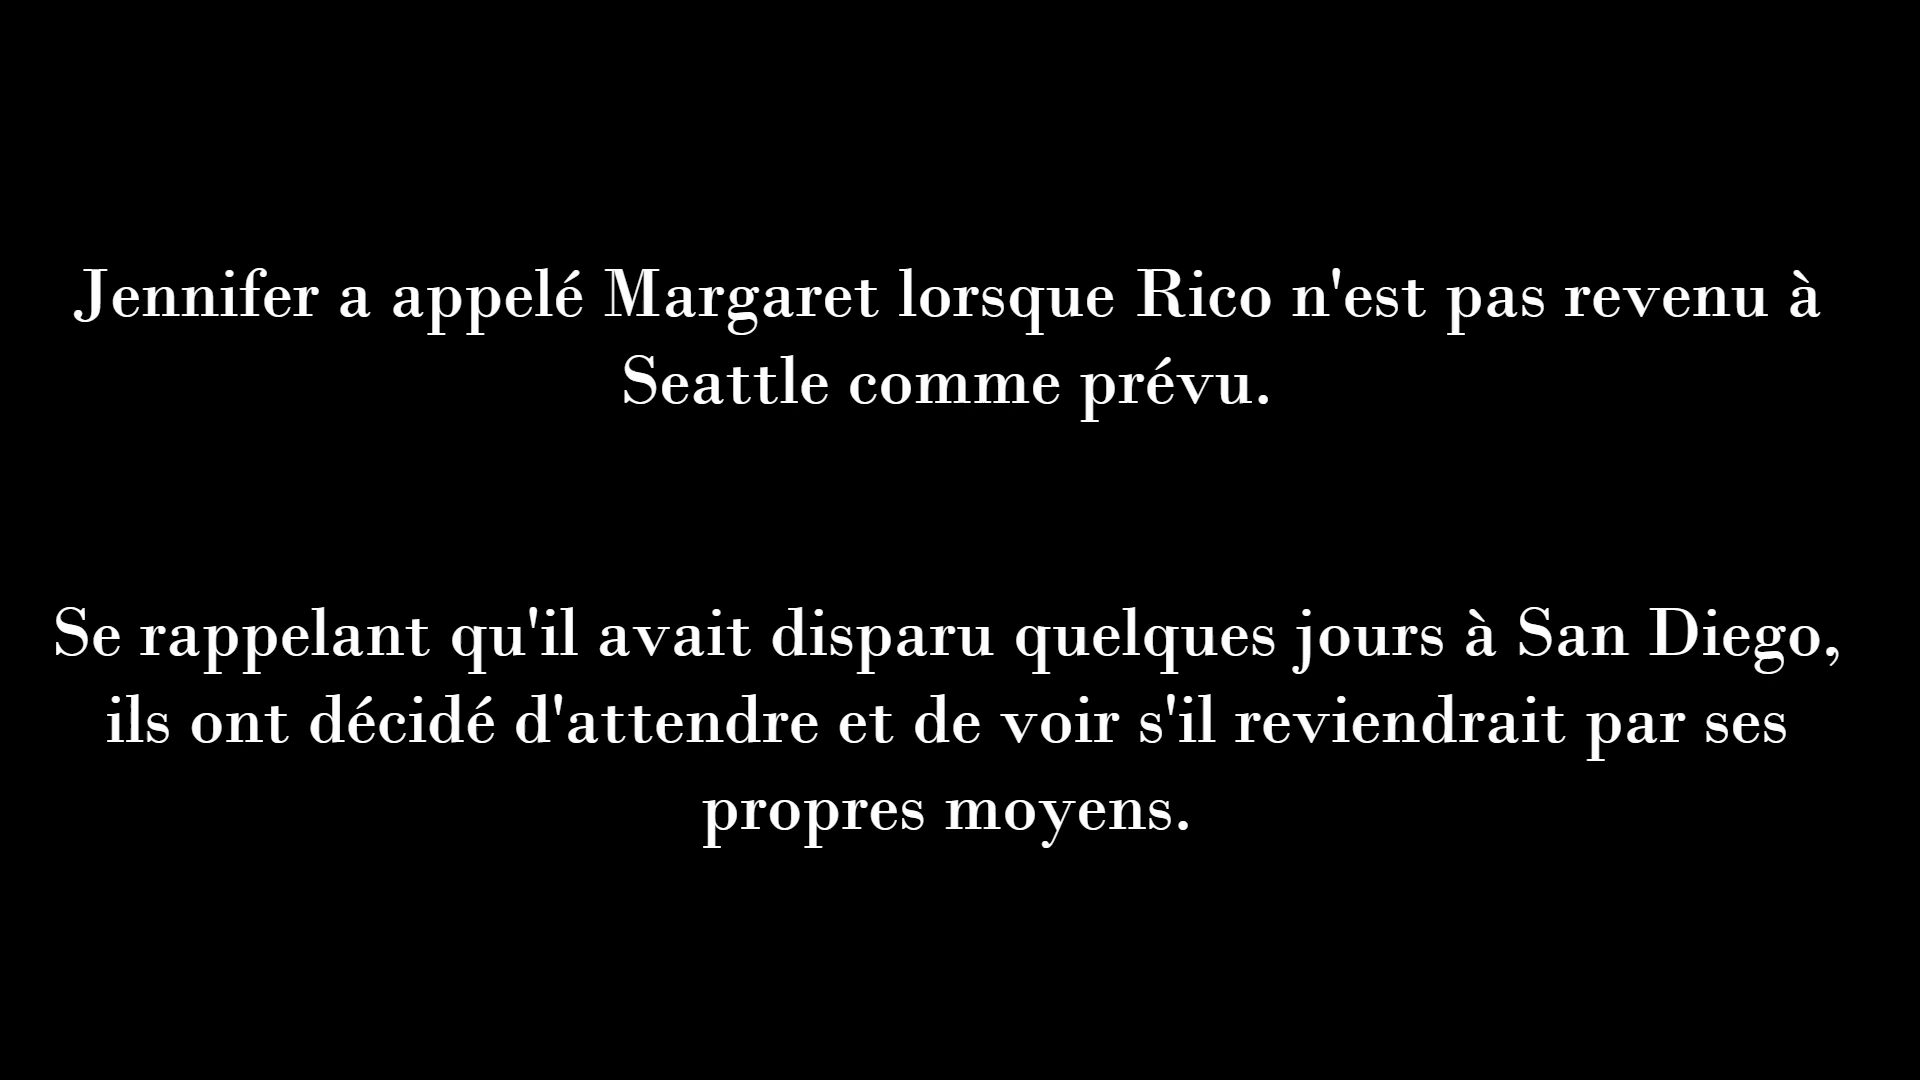 Jennifer a appelé Margaret lorsque Rico n'est pas revenu à
Seattle comme prévu.
Se rappelant qu'il avait disparu quelques jours à San Diego,
ils ont décidé d'attendre et de voir s'il reviendrait par ses
propres moyens.